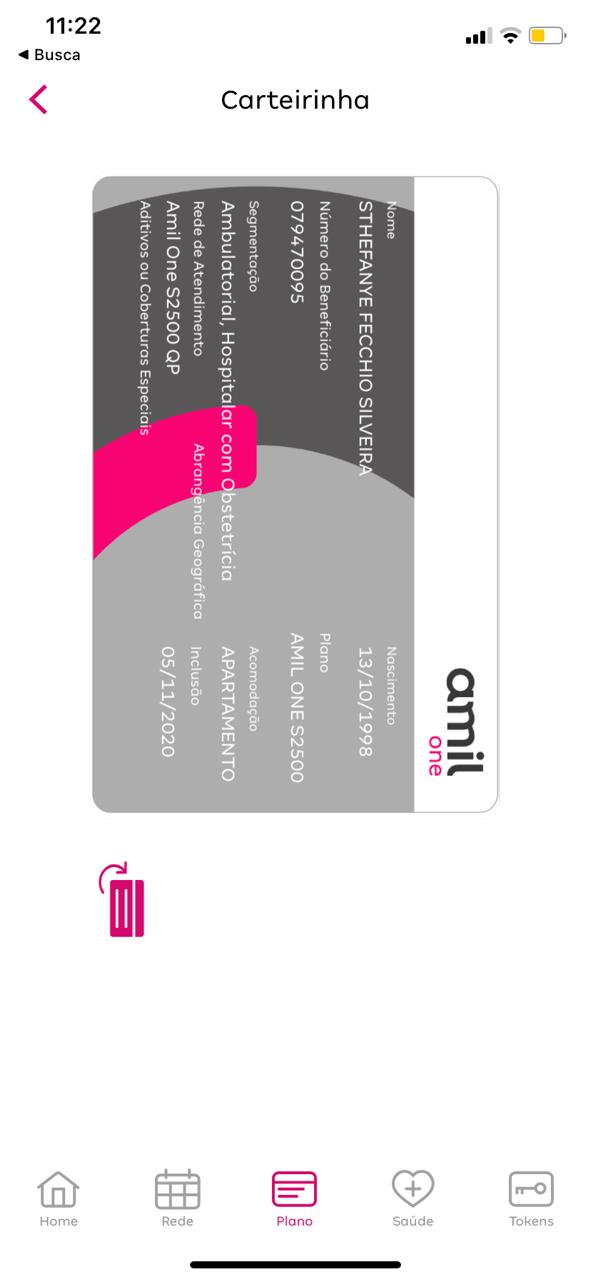 11:22
◀ Busca
Carteirinha
amil
one
Nome
STHEFANYE FECCHIO SILVEIRA
Nascimento
13/10/1998
Número do Beneficiário
079470095
Plano
AMIL ONE S2500
Segmentação
Ambulatorial, Hospitalar com Obstetrícia
Acomodação
APARTAMENTO
Rede de Atendimento
Amil One S2500 QP
Abrangência Geográfica
Inclusão
05/11/2020
Aditivos ou Coberturas Especiais
Home
Rede
Plano
Saúde
Tokens